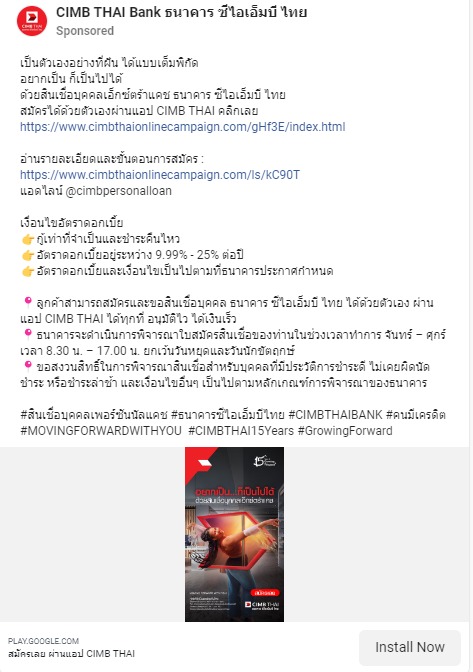 CIMB THAI Bank ธนาคาร ซีไอเอ็มบี ไทย
Sponsored
เป็นตัวเองอย่างที่ฝัน ได้แบบเต็มพิกัด
อยากเป็น ก็เป็นไปได้
ด้วยสินเชื่อบุคคลเอ็กซ์ตร้าแคช ธนาคาร ซีไอเอ็มบี ไทย
สมัครได้ด้วยตัวเองผ่านแอป CIMB THAI คลิกเลย
https://www.cimbthaionlinecampaign.com/gHf3E/index.html
อ่านรายละเอียดและขั้นตอนการสมัคร :
https://www.cimbthaionlinecampaign.com/ls/kC90T
แอดไลน์ @cimbpersonalloan
เงื่อนไขอัตราดอกเบี้ย
👉กู้เท่าที่จำเป็นและชำระคืนไหว
👉อัตราดอกเบี้ยอยู่ระหว่าง 9.99% - 25% ต่อปี
👉อัตราดอกเบี้ยและเงื่อนไขเป็นไปตามที่ธนาคารประกาศกำหนด
📍 ลูกค้าสามารถสมัครและขอสินเชื่อบุคคล ธนาคาร ซีไอเอ็มบี ไทย ได้ด้วยตัวเอง ผ่าน
แอป CIMB THAI ได้ทุกที่ อนุมัติไว ได้เงินเร็ว
📍 ธนาคารจะดำเนินการพิจารณาใบสมัครสินเชื่อของท่านในช่วงเวลาทำการ จันทร์ – ศุกร์
เวลา 8.30 น. – 17.00 น. ยกเว้นวันหยุดและวันนักขัตฤกษ์
📍 ขอสงวนสิทธิ์ในการพิจารณาสินเชื่อสำหรับบุคคลที่มีประวัติการชำระดี ไม่เคยผิดนัด
ชำระ หรือชำระล่าช้า และเงื่อนไขอื่นๆ เป็นไปตามหลักเกณฑ์การพิจารณาของธนาคาร
#สินเชื่อบุคคลเพอร์ซันนัลแคช #ธนาคารซีไอเอ็มบีไทย #CIMBTHAIBANK #คนมีเครดิต
#MOVINGFORWARDWITHYOU #CIMBTHAI15Years #GrowingForward
อยากเป็น...ก็เป็นไปได้
ด้วยสินเชื่อบุคคลเอ็กซ์ตร้าแคช
สมัครเลย
CIMB THAI
PLAY.GOOGLE.COM
สมัครเลย ผ่านแอป CIMB THAI
Install Now